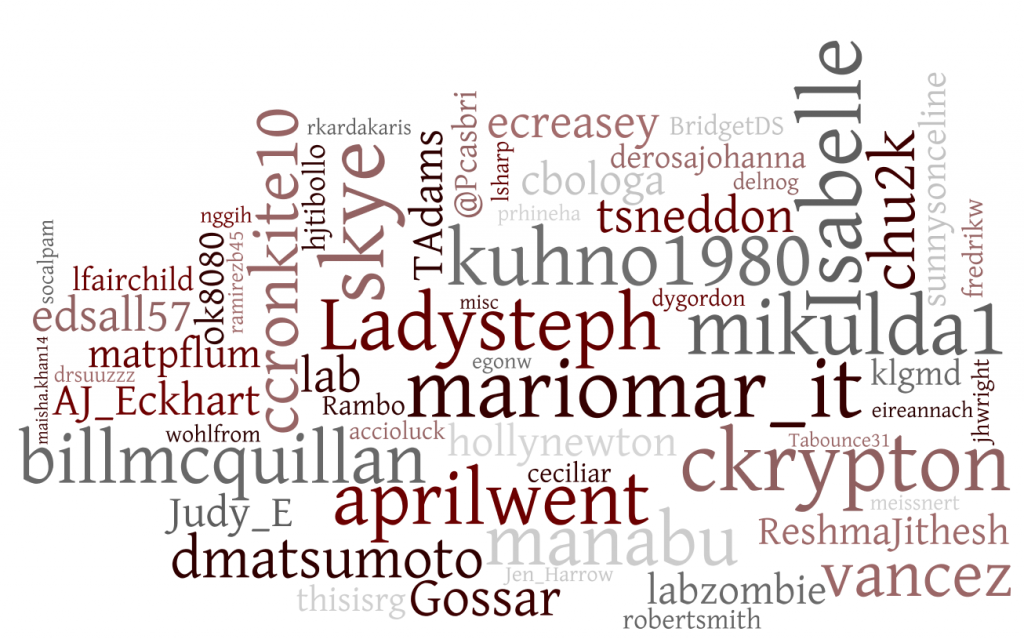 Isabelle
sunnysonceline
@Pcasbri
ecreasey
BridgetDS
rkardakaris
ccronkite10
skye
hjtibollo
TAdams
lsharp
derosajohanna
cbologa
delnog
chu2k
prhineha
tsneddon
nggih
fredrikw
socalpam
ok8080
ramirezb45
kuhno1980
lfairchild
misc
dygordon
edsall57
Ladysteph
mikulda1
maisha.khan14
matpflum
egonw
drsuuzzz
lab
mariomar_it
klgmd
jhwright
AJ_Eckhart
Rambo
eireannach
wohlfrom
accioluck
hollynewton
Tabounce31
billmcquillan
ceciliar
ckrypton
aprilwent
meissnert
Judy_E
manabu
ReshmaJithesh
dmatsumoto
Jen_Harrow
vancez
thisisrg
Gossar
labzombie
robertsmith